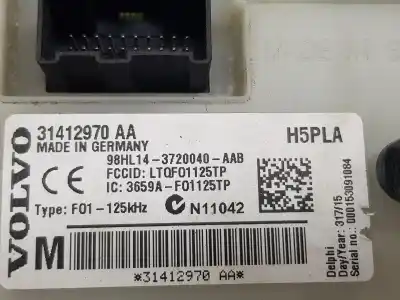 VOLVO
31412970 AA
MADE IN GERMANY
H5PLA
98HL14-3720040-AAB
FCCID: LTQF01125TP
IC: 3659A-F01125TP
CE
Type: F01-125kHz
N11042
M
*31412970 AA*
Delphi
Day/Year: 317/15
Serial no.: 000153091084